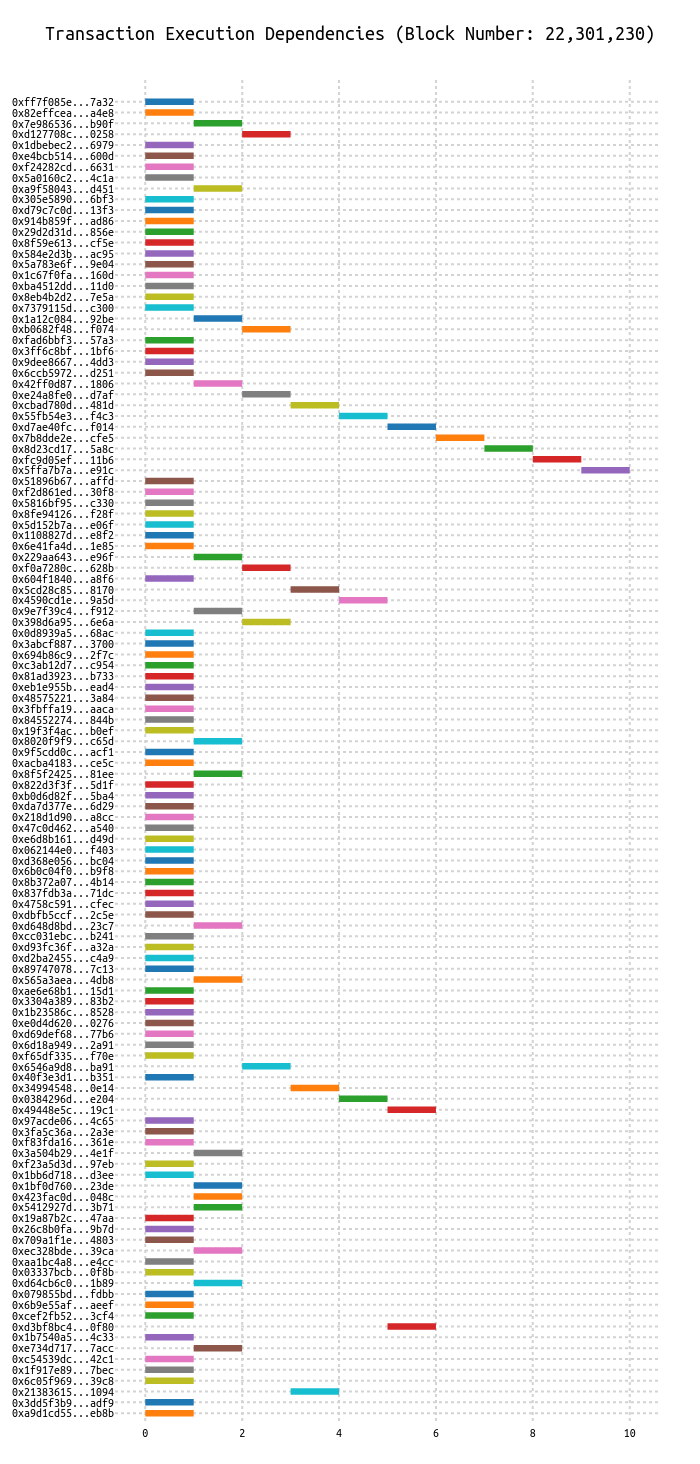 Transaction Execution Dependencies (Block Number: 22,301,230)
0xff7f085e...7a32
0x82effcea...a4e8
0x7e986536...b90f
0xd127708c...0258
0x1dbebec2...6979
0xe4bcb514...600d
0xf24282cd...6631
0x5a0160c2...4c1a
0xa9f58043...d451
0x305e5890...6bf3
0xd79c7c0d...13f3
0x914b859f...ad86
0x29d2d31d...856e
0x8f59e613...cf5e
0x584e2d3b...ac95
0x5a783e6f...9e04
0x1c67f0fa...160d
0xba4512dd...11d0
0x8eb4b2d2...7e5a
0x7379115d...c300
0x1a12c084...92be
0xb0682f48...f074
0xfad6bbf3...57a3
0x3ff6c8bf...1bf6
0x9dee8667...4dd3
0x6ccb5972...d251
0x42ff0d87...1806
0xe24a8fe0...d7af
0xcbad780d...481d
0x55fb54e3...f4c3
0xd7ae40fc...f014
0x7b8dde2e...cfe5
0x8d23cd17...5a8c
0xfc9d05ef...11b6
0x5ffa7b7a...e91c
0x51896b67...affd
0xf2d861ed...30f8
0x5816bf95...c330
0x8fe94126...f28f
0x5d152b7a...e06f
0x1108827d...e8f2
0x6e41fa4d...1e85
0x229aa643...e96f
0xf0a7280c...628b
0x604f1840...a8f6
0x5cd28c85...8170
0x4590cd1e...9a5d
0x9e7f39c4...f912
0x398d6a95...6e6a
0x0d8939a5...68ac
0x3abcf887...3700
0x694b86c9...2f7c
0xc3ab12d7...c954
0x81ad3923...b733
0xeb1e955b...ead4
0x48575221...3a84
0x3fbffa19...aaca
0x84552274...844b
0x19f3f4ac...b0ef
0x8020f9f9...c65d
0x9f5cdd0c...acf1
0xacba4183...ce5c
0x8f5f2425...81ee
0x822d3f3f...5d1f
0xb0d6d82f...5ba4
0xda7d377e...6d29
0x218d1d90...a8cc
0x47c0d462...a540
0xe6d8b161...d49d
0x062144e0...f403
0xd368e056...bc04
0x6b0c04f0...b9f8
0x8b372a07...4b14
0x837fdb3a...71dc
0x4758c591...cfec
0xdbfb5ccf...2c5e
0xd648d8bd...23c7
0xcc031ebc...b241
0xd93fc36f...a32a
0xd2ba2455...c4a9
0x89747078...7c13
0x565a3aea...4db8
0xae6e68b1...15d1
0x3304a389...83b2
0x1b23586c...8528
0xe0d4d620...0276
0xd69def68...77b6
0x6d18a949...2a91
0xf65df335...f70e
0x6546a9d8...ba91
0x40f3e3d1...b351
0x34994548...0e14
0x0384296d...e204
0x49448e5c...19c1
0x97acde06...4c65
0x3fa5c36a...2a3e
0xf83fda16...361e
0x3a504b29...4e1f
0xf23a5d3d...97eb
0x1bb6d718...d3ee
0x1bf0d760...23de
0x423fac0d...048c
0x5412927d...3b71
0x19a87b2c...47aa
0x26c8b0fa...9b7d
0x709a1f1e...4803
0xec328bde...39ca
0xaa1bc4a8...e4cc
0x03337bcb...0f8b
0xd64cb6c0...1b89
0x079855bd...fdbb
0x6b9e55af...aeef
0xcef2fb52...3cf4
0xd3bf8bc4...0f80
0x1b7540a5...4c33
0xe734d717...7acc
0xc54539dc...42c1
0x1f917e89...7bec
0x6c05f969...39c8
0x21383615...1094
0x3dd5f3b9...adf9
0xa9d1cd55...eb8b
0 2 4 6 8 10